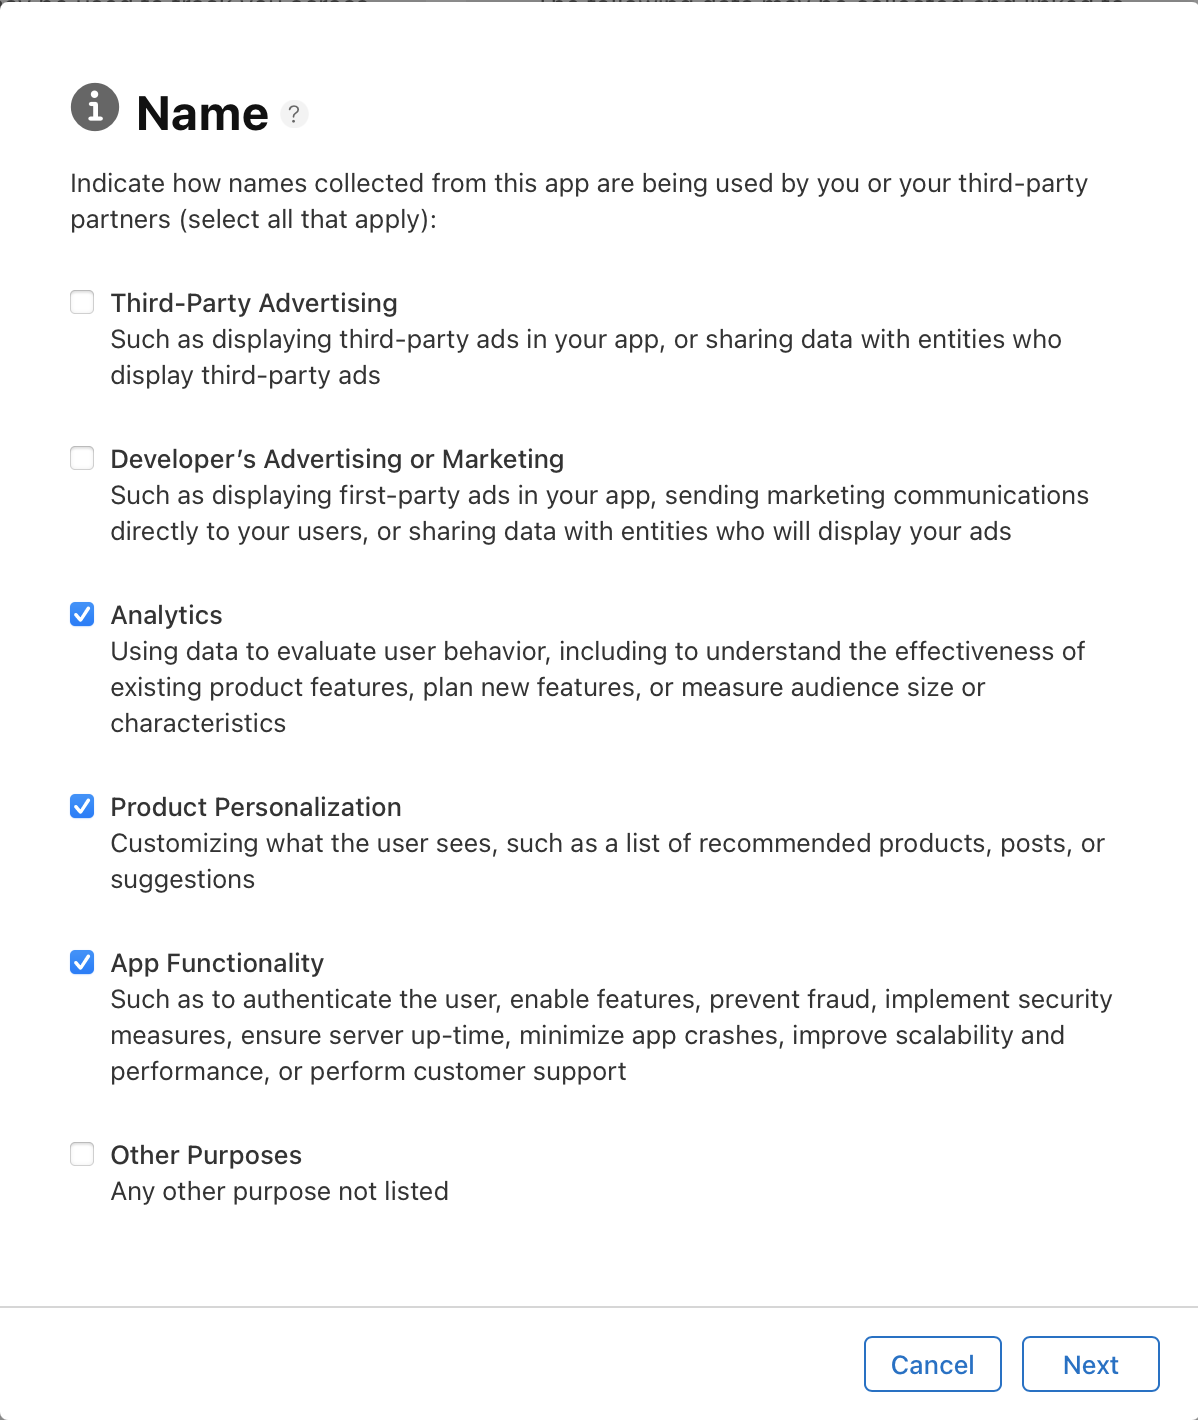 Name ?
Indicate how names collected from this app are being used by you or your third-party
partners (select all that apply):
Third-Party Advertising
Such as displaying third-party ads in your app, or sharing data with entities who
display third-party ads
Developer’s Advertising or Marketing
Such as displaying first-party ads in your app, sending marketing communications
directly to your users, or sharing data with entities who will display your ads
Analytics
Using data to evaluate user behavior, including to understand the effectiveness of
existing product features, plan new features, or measure audience size or
characteristics
Product Personalization
Customizing what the user sees, such as a list of recommended products, posts, or
suggestions
App Functionality
Such as to authenticate the user, enable features, prevent fraud, implement security
measures, ensure server up-time, minimize app crashes, improve scalability and
performance, or perform customer support
Other Purposes
Any other purpose not listed
Cancel
Next